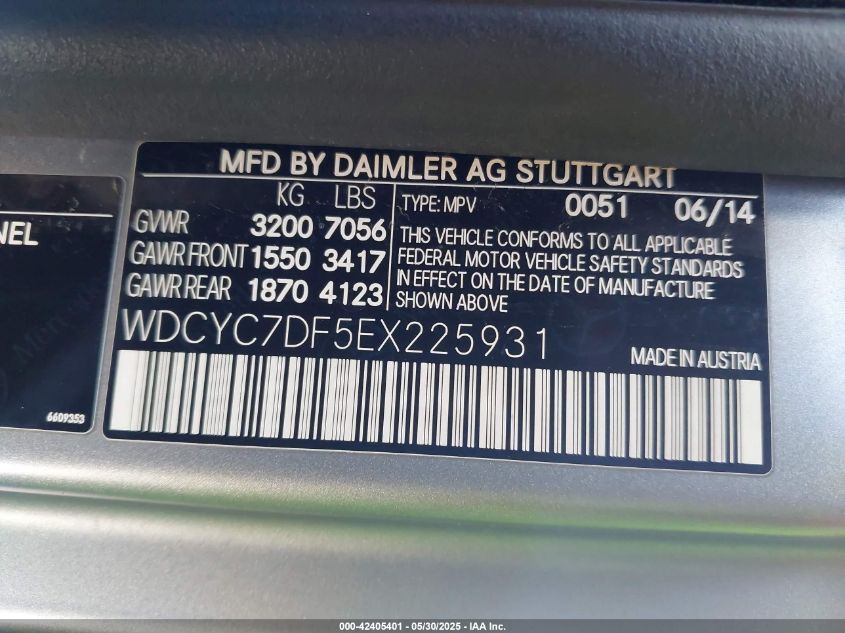 MFD BY DAIMLER AG STUTTGART
KG LBS
GVWR 3200 7056
GAWR FRONT 1550 3417
GAWR REAR 1870 4123
TYPE: MPV 0051 06/14
THIS VEHICLE CONFORMS TO ALL APPLICABLE
FEDERAL MOTOR VEHICLE SAFETY STANDARDS
IN EFFECT ON THE DATE OF MANUFACTURE
SHOWN ABOVE
WDCYC7DF5EX225931
MADE IN AUSTRIA
NEL
6609353
000-42405401 - 05/30/2025 - IAA Inc.